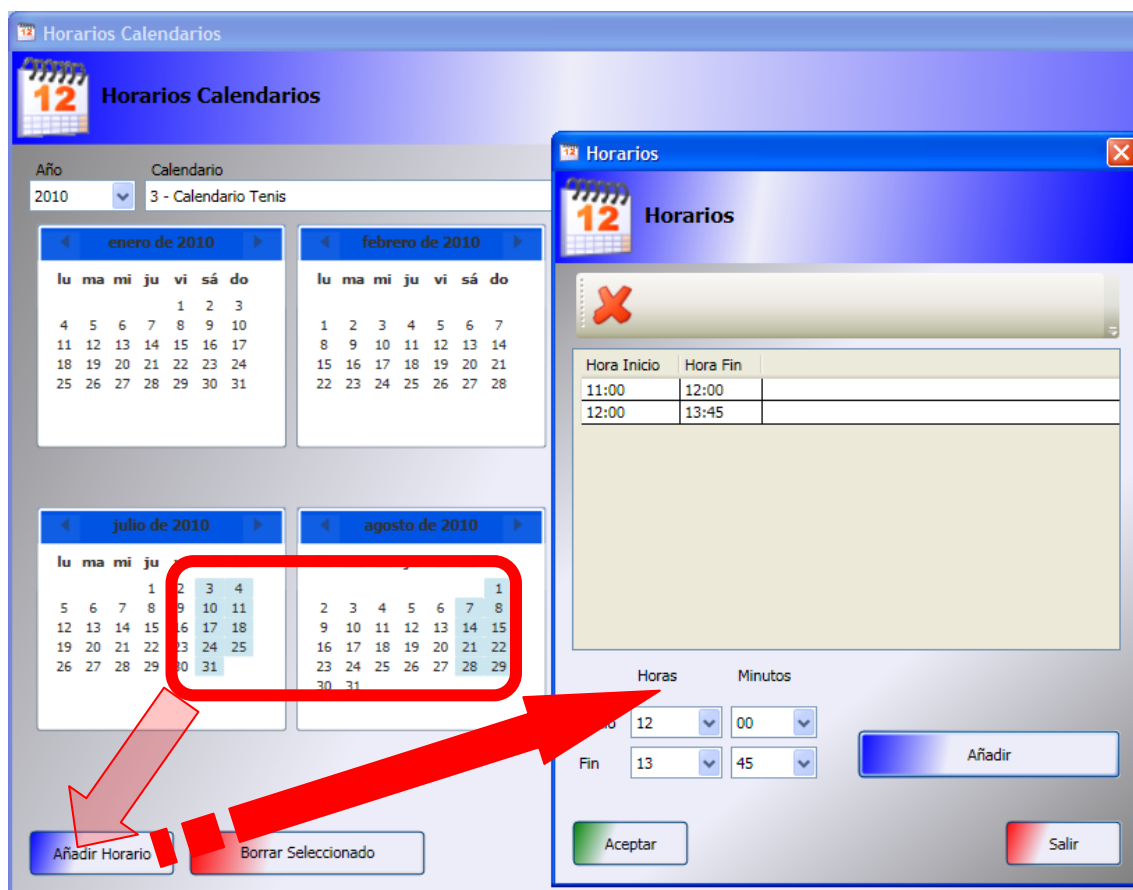 Horarios Calendarios
12
Horarios Calendarios
Año Calendario
2010 3 - Calendario Tenis
enero de 2010
lu ma mi ju vi sá do
1 2 3
4 5 6 7 8 9 10
11 12 13 14 15 16 17
18 19 20 21 22 23 24
25 26 27 28 29 30 31
febrero de 2010
lu ma mi ju vi sá do
1 2 3 4 5 6 7
8 9 10 11 12 13 14
15 16 17 18 19 20 21
22 23 24 25 26 27 28
julio de 2010
lu ma mi ju
1 2 3 4
5 6 7 8 9 10 11
12 13 14 15 16 17 18
19 20 21 22 23 24 25
26 27 28 29 30 31
agosto de 2010
1
2 3 4 5 6 7 8
9 10 11 12 13 14 15
16 17 18 19 20 21 22
23 24 25 26 27 28 29
30 31
Añadir Horario
Borrar Seleccionado
Horarios
12
Horarios
Hora Inicio Hora Fin
11:00 12:00
12:00 13:45
Horas Minutos
12 00
Fin 13 45
Añadir
Aceptar
Salir